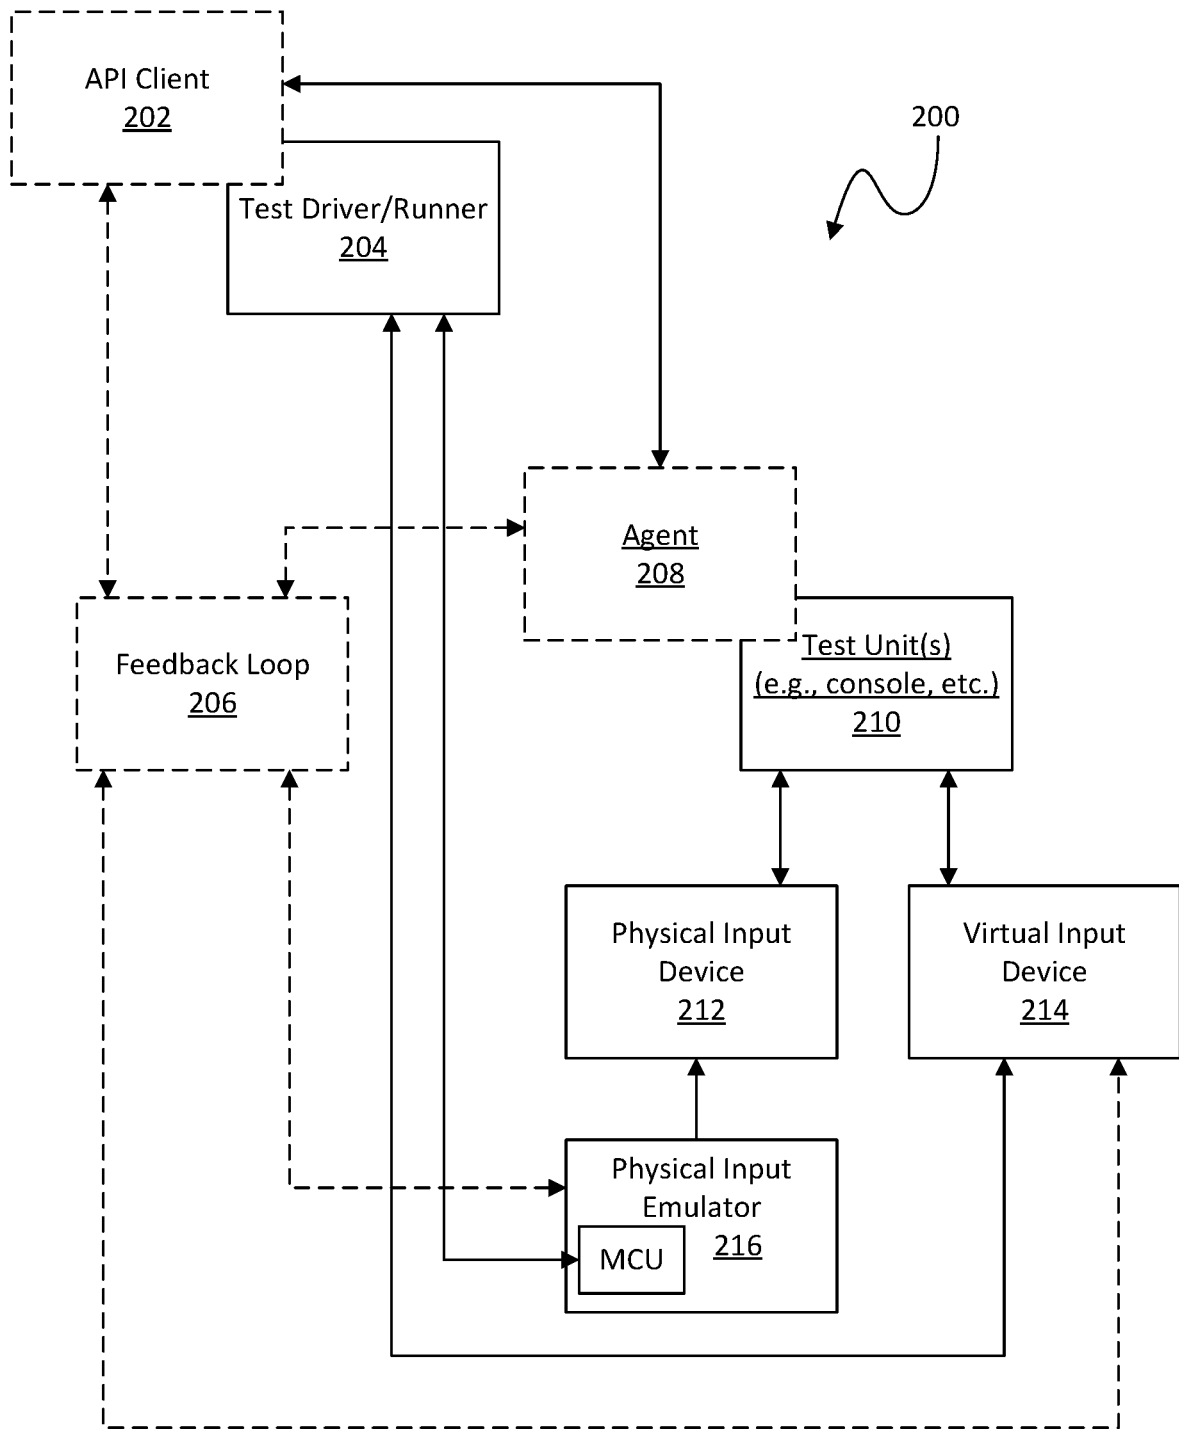 API Client
202
200
Test Driver/Runner
204
Agent
208
Feedback Loop
206
Test Unit(s)
(e.g., console, etc.)
210
Physical Input
Device
212
Virtual Input
Device
214
Physical Input
Emulator
216
MCU